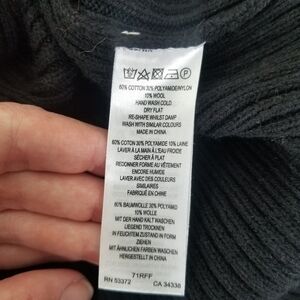 60% COTTON 30% POLYAMIDE/NYLON
10% WOOL
HAND WASH COLD
DRY FLAT
RE-SHAPE WHILST DAMP
WASH WITH SIMILAR COLOURS
MADE IN CHINA
60% COTON 30% POLYAMIDE 10% LAINE
LAVER À LA MAIN À L'EAU FROIDE
SÉCHER À PLAT
REDONNER FORME AU VÊTEMENT
ENCORE HUMIDE
LAVER AVEC DES COULEURS
SIMILAIRES
FABRIQUÉ EN CHINE
60% BAUMWOLLE 30% POLYAMID
10% WOLLE
MIT DER HAND KALT WASCHEN
LIEGEND TROCKNEN
IN FEUCHTEM ZUSTAND IN FORM
ZIEHEN
MIT ÄHNLICHEN FARBEN WASCHEN
HERGESTELLT IN CHINA
71RFF
RN 53372 CA 34338